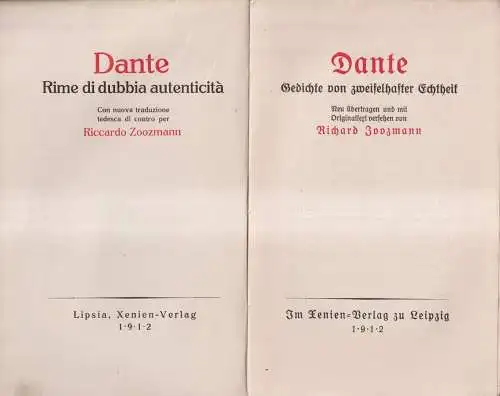 Dante
Rime di dubbia autenticità
Con nuova traduzione
tedesca di contro per
Riccardo Zoozmann
Lipsia, Xenien-Verlag
1·9·1·2
Dante
Gedichte von zweifelhafter Echtheit
Neu übertragen und mit
Originaltext versehen von
Richard Zoozmann
Im Xenien-Verlag zu Leipzig
1·9·1·2